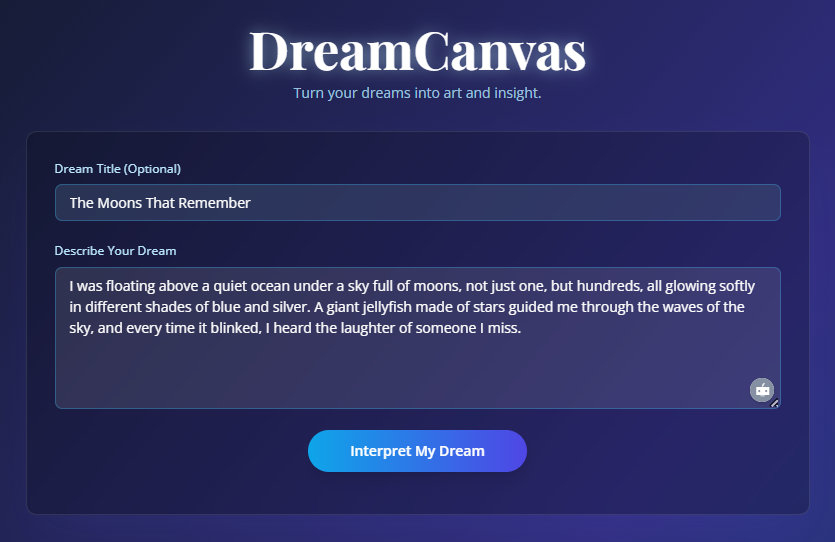 DreamCanvas
Turn your dreams into art and insight.
Dream Title (Optional)
The Moons That Remember
Describe Your Dream
I was floating above a quiet ocean under a sky full of moons, not just one, but hundreds, all glowing softly
in different shades of blue and silver. A giant jellyfish made of stars guided me through the waves of the
sky, and every time it blinked, I heard the laughter of someone I miss.
Interpret My Dream